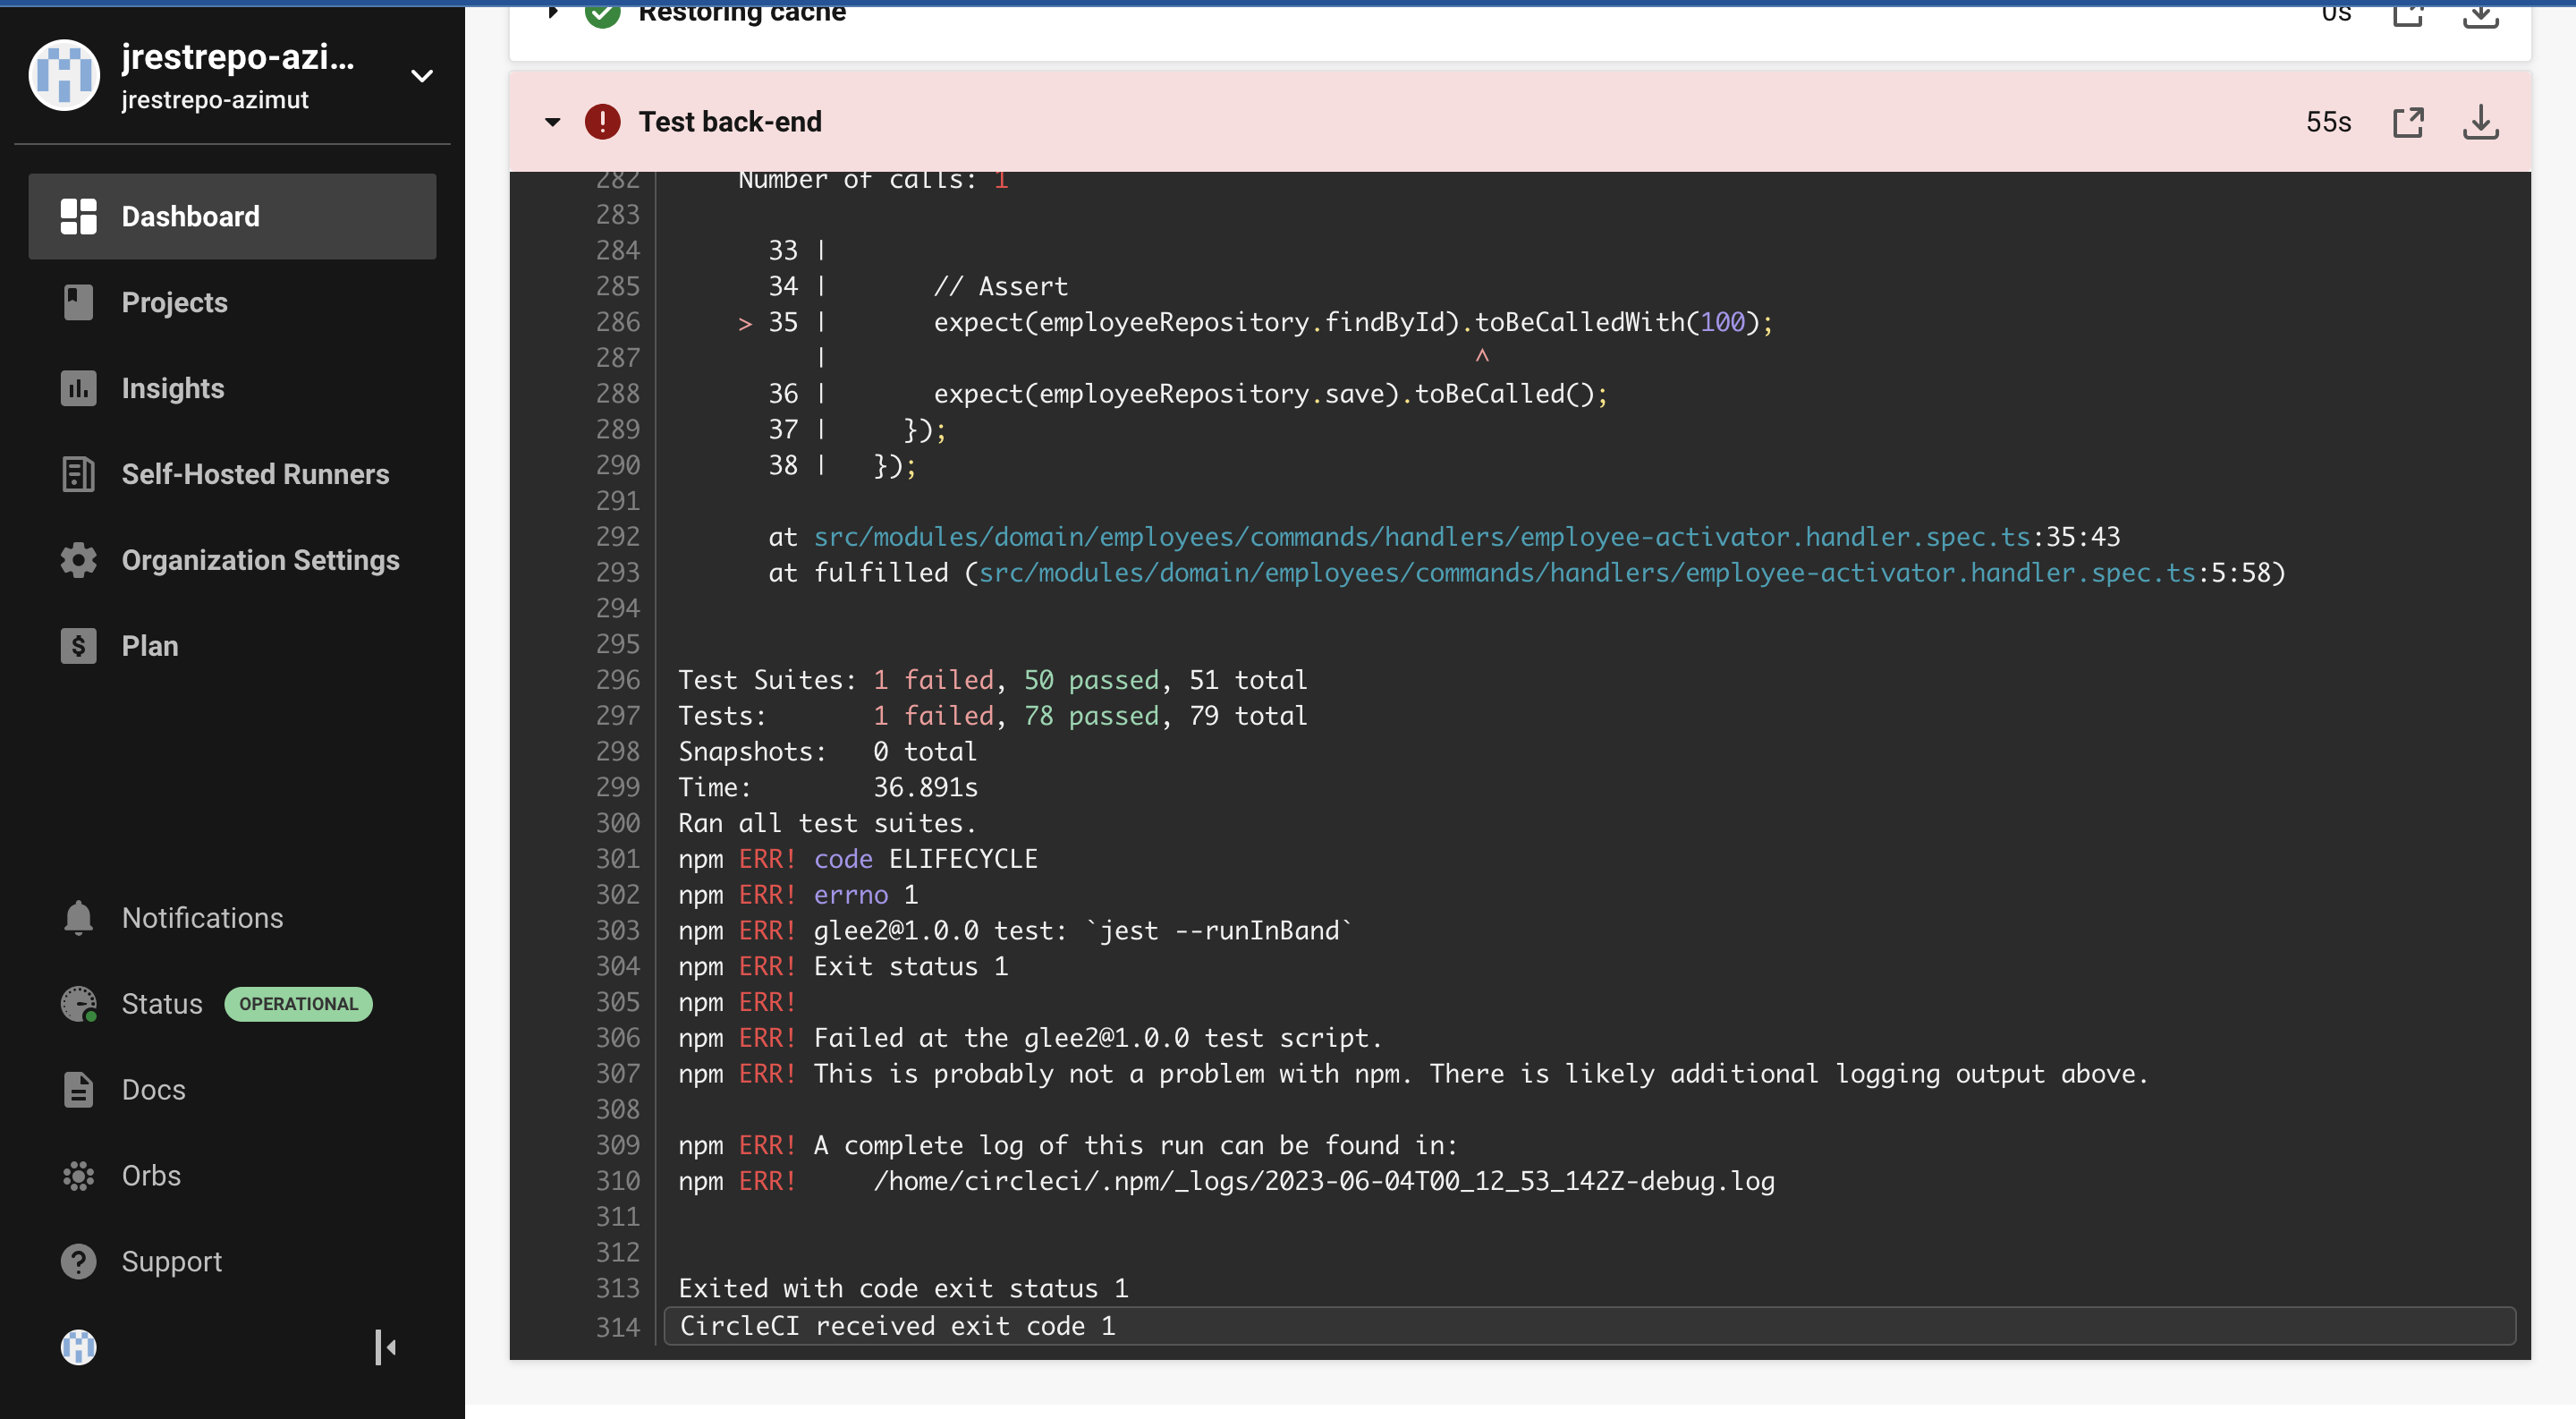 jrestrepo-azi...
jrestrepo-azimut
Dashboard
Projects
Insights
Self-Hosted Runners
Organization Settings
Plan
Notifications
Status OPERATIONAL
Docs
Orbs
Support
Restoring cache 0s
Test back-end 55s
282 Number of calls: 1
283
284 33 |
285 34 | // Assert
286 > 35 | expect(employeeRepository.findById).toBeCalledWith(100);
287 | ^
288 36 | expect(employeeRepository.save).toBeCalled();
289 37 | });
290 38 | });
291
292 at src/modules/domain/employees/commands/handlers/employee-activator.handler.spec.ts:35:43
293 at fulfilled (src/modules/domain/employees/commands/handlers/employee-activator.handler.spec.ts:5:58)
294
295
296 Test Suites: 1 failed, 50 passed, 51 total
297 Tests: 1 failed, 78 passed, 79 total
298 Snapshots: 0 total
299 Time: 36.891s
300 Ran all test suites.
301 npm ERR! code ELIFECYCLE
302 npm ERR! errno 1
303 npm ERR! glee2@1.0.0 test: `jest --runInBand`
304 npm ERR! Exit status 1
305 npm ERR!
306 npm ERR! Failed at the glee2@1.0.0 test script.
307 npm ERR! This is probably not a problem with npm. There is likely additional logging output above.
308
309 npm ERR! A complete log of this run can be found in:
310 npm ERR! /home/circleci/.npm/_logs/2023-06-04T00_12_53_142Z-debug.log
311
312
313 Exited with code exit status 1
314 CircleCI received exit code 1